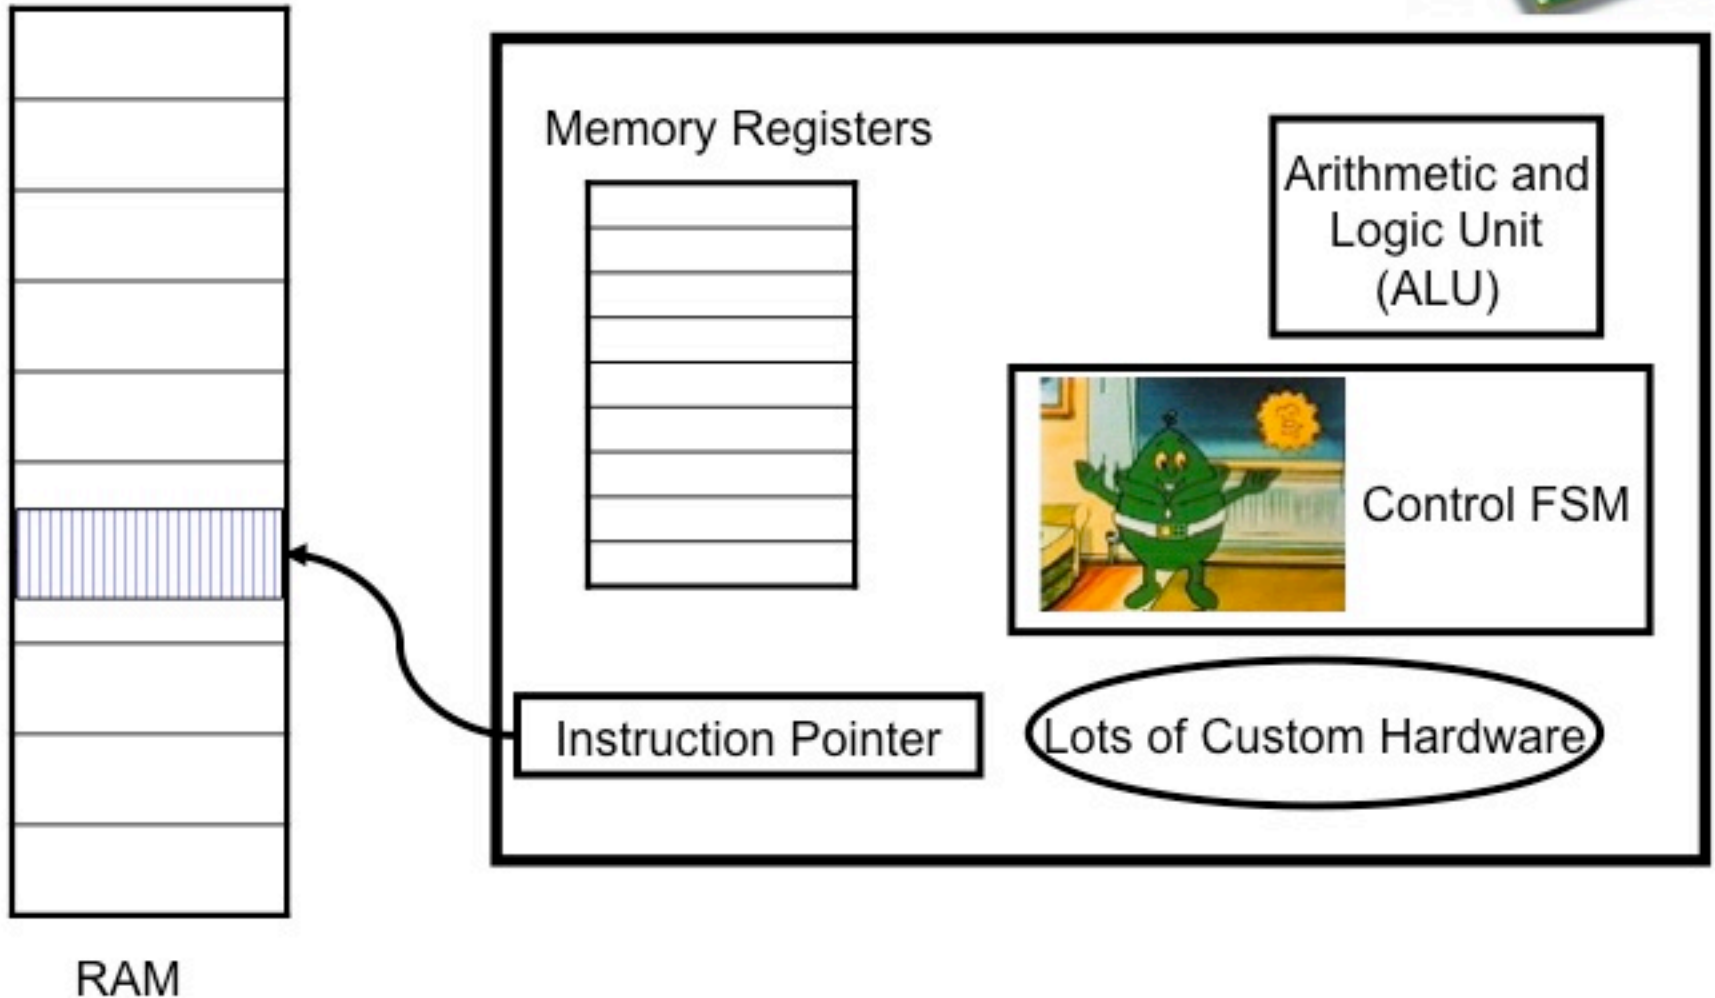 Memory Registers
Arithmetic and
Logic Unit
(ALU)
Control FSM
Instruction Pointer
Lots of Custom Hardware
RAM